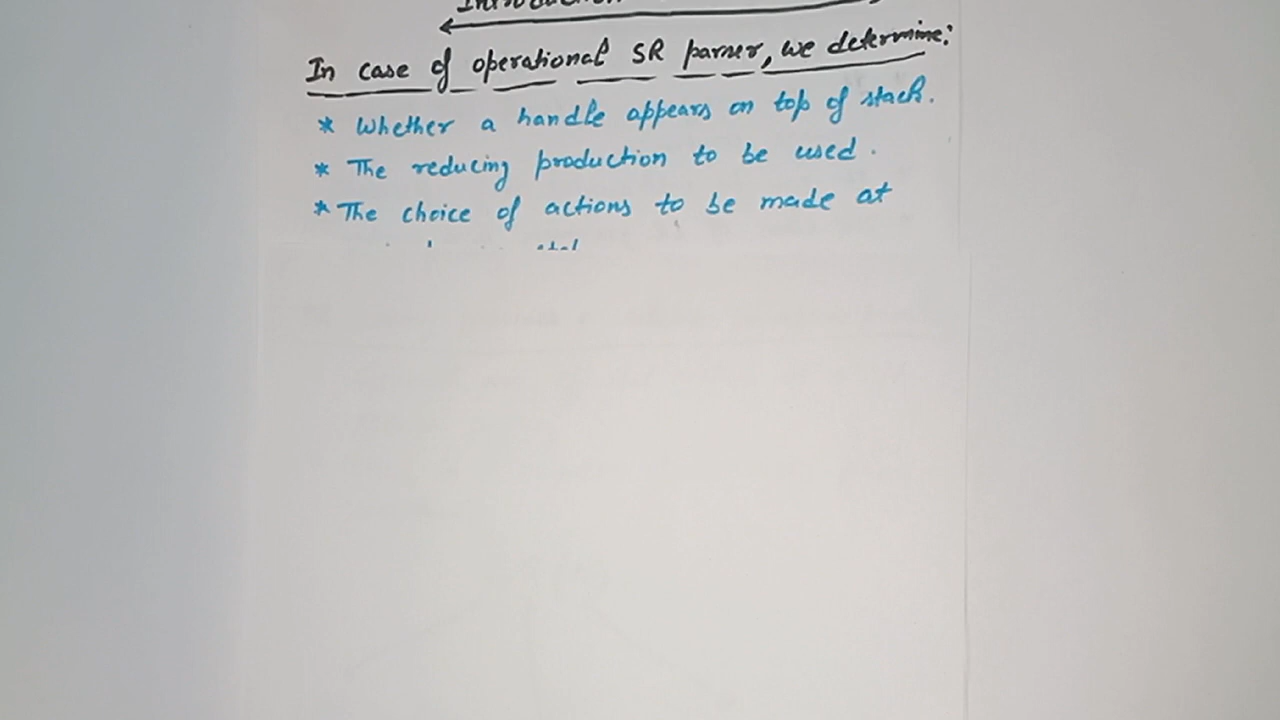 In case of operational SR parser, we determine:
* Whether a handle appears on top of stack.
* The reducing production to be used.
* The choice of actions to be made at